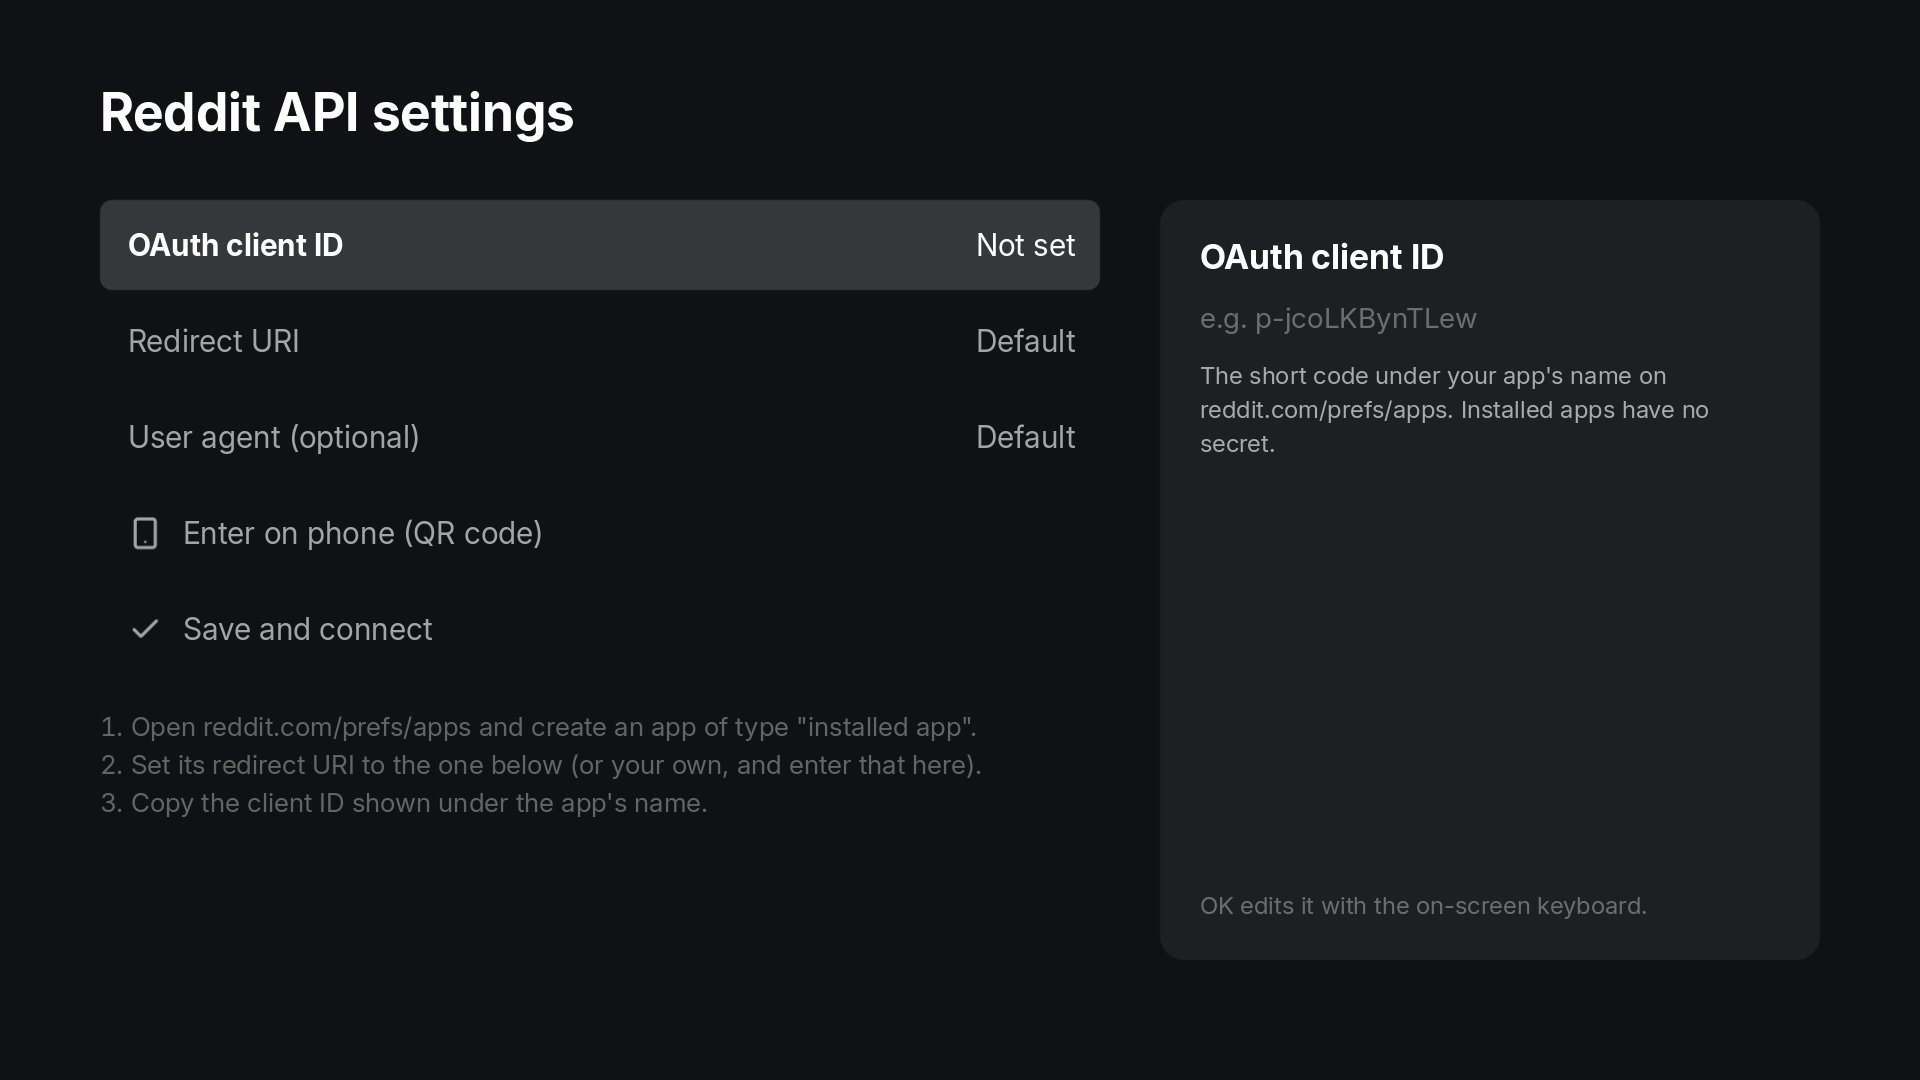 Reddit API settings
OAuth client ID
Not set
Redirect URI
Default
User agent (optional)
Default
Enter on phone (QR code)
Save and connect
1. Open reddit.com/prefs/apps and create an app of type "installed app".
2. Set its redirect URI to the one below (or your own, and enter that here).
3. Copy the client ID shown under the app's name.
OAuth client ID
e.g. p-jcoLKBynTLew
The short code under your app's name on
reddit.com/prefs/apps. Installed apps have no
secret.
OK edits it with the on-screen keyboard.